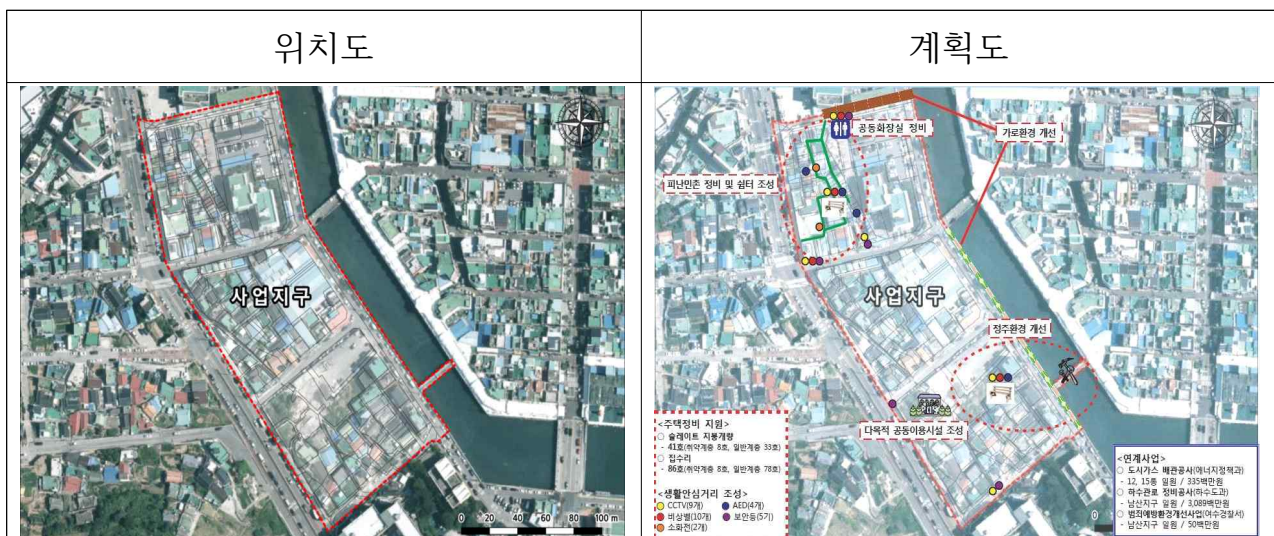 위치도
계획도
사업지구
0 20 40 60 80 100 m
공동화장실 정비
가로환경 개선
피난민촌 정비 및 쉼터 조성
사업지구
정주환경 개선
다목적 공동이용시설 조성
<주택정비 지원>
○ 슬레이트 지붕개량
- 41호(취약계층 8호, 일반계층 33호)
○ 집수리
- 86호(취약계층 8호, 일반계층 78호)
<생활안심거리 조성>
CCTV(9개) AED(4개)
비상벨(10개) 보안등(5기)
소화전(2개)
<연계사업>
○ 도시가스 배관공사(에너지정책과)
- 12, 15통 일원 / 335백만원
○ 하수관로 정비공사(하수도과)
- 남산지구 일원 / 3,089백만원
○ 범죄예방환경개선사업(여수경찰서)
- 남산지구 일원 / 50백만원